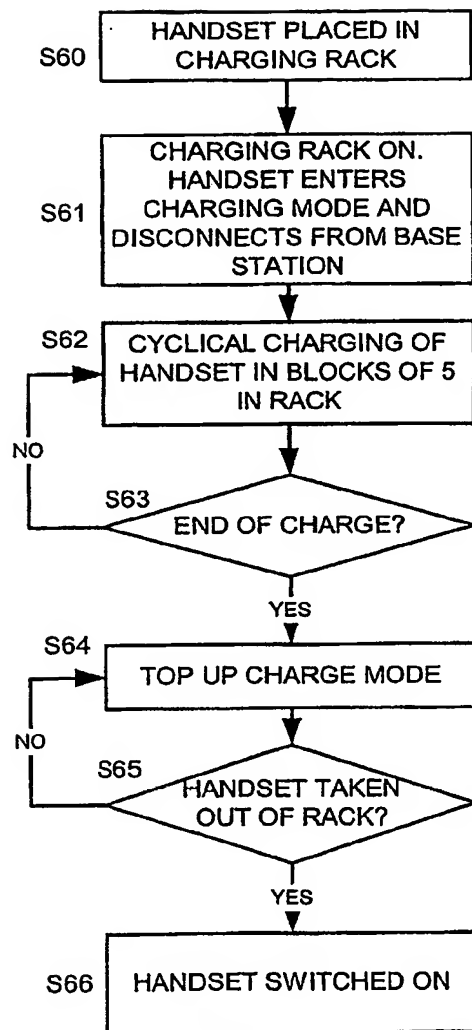 S60
HANDSET PLACED IN
CHARGING RACK
S61
CHARGING RACK ON.
HANDSET ENTERS
CHARGING MODE AND
DISCONNECTS FROM BASE
STATION
S62
CYCLICAL CHARGING OF
HANDSET IN BLOCKS OF 5
IN RACK
NO
S63
END OF CHARGE?
YES
S64
TOP UP CHARGE MODE
NO
S65
HANDSET TAKEN
OUT OF RACK?
YES
S66
HANDSET SWITCHED ON